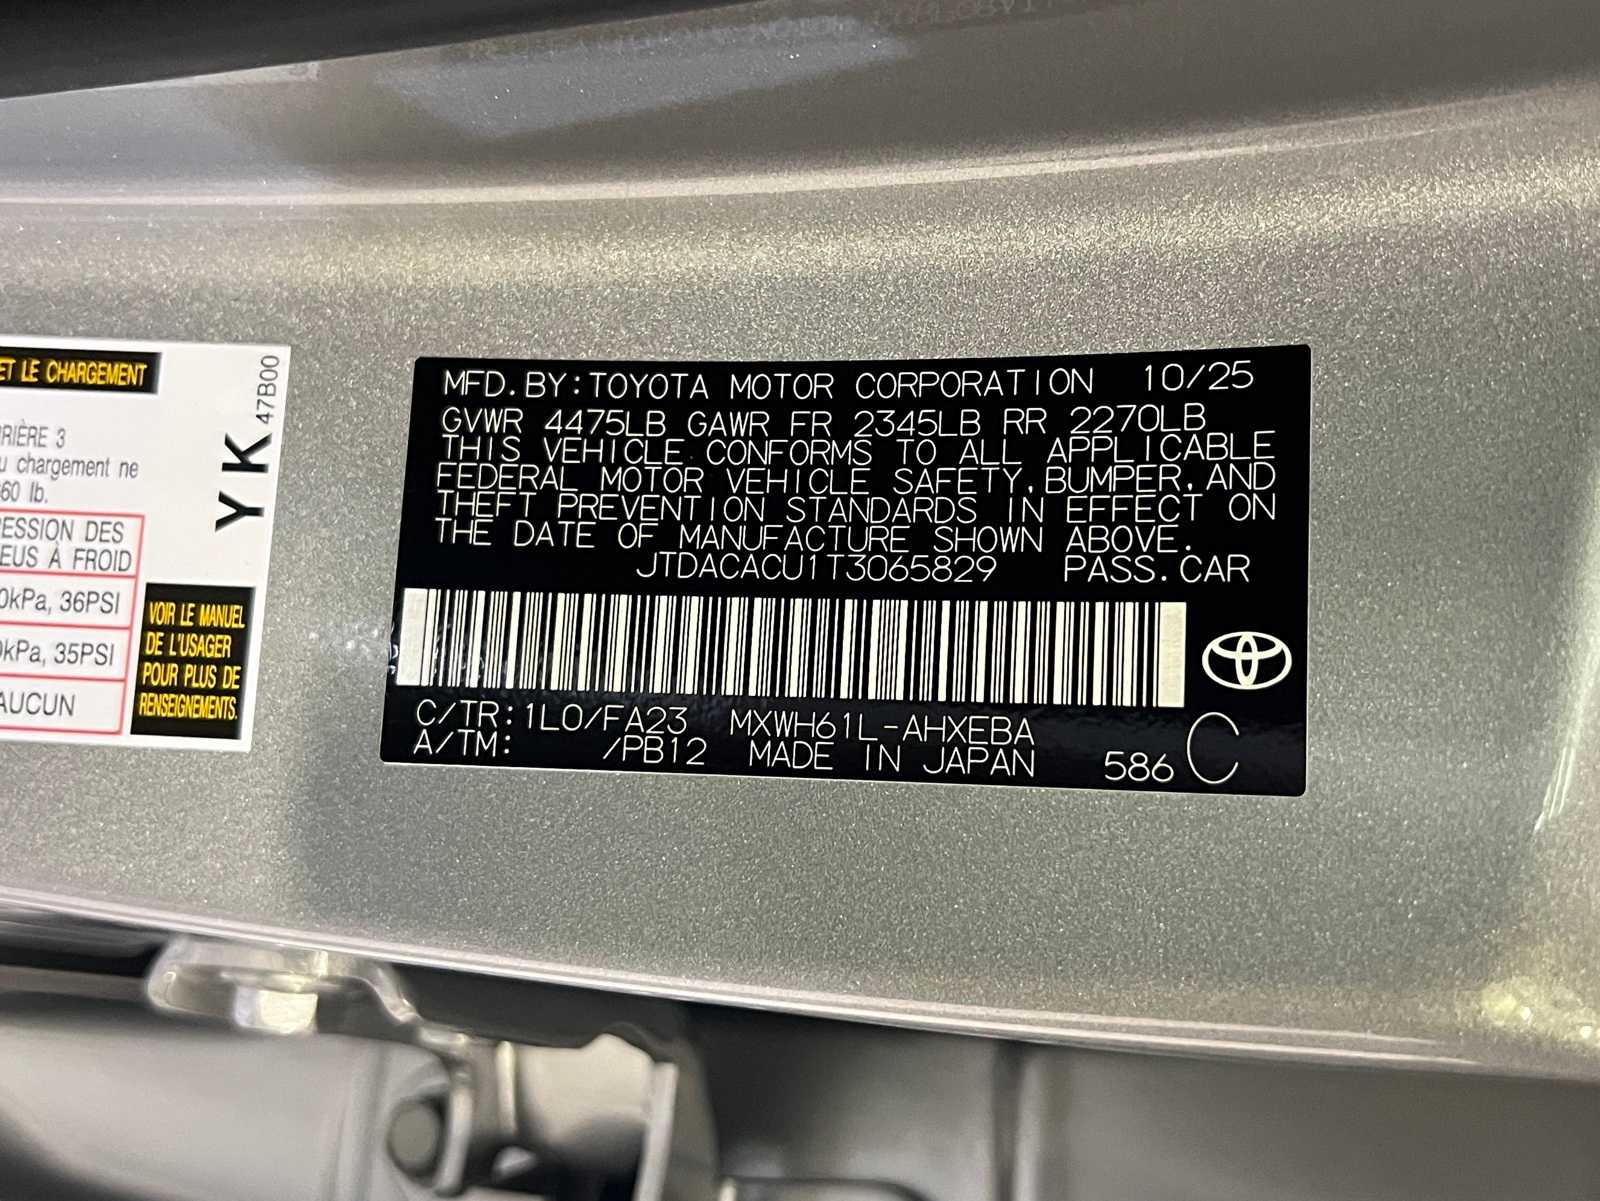 ET LE CHARGEMENT
RIÈRE 3
u chargement ne
60 lb.
ESSION DES
EUS À FROID
0kPa, 36PSI
0kPa, 35PSI
AUCUN
YK
47B00
VOIR LE MANUEL
DE L'USAGER
POUR PLUS DE
RENSEIGNEMENTS.
MFD. BY: TOYOTA MOTOR CORPORATION 10/25
GVWR 4475LB GAWR FR 2345LB RR 2270LB
THIS VEHICLE CONFORMS TO ALL APPLICABLE
FEDERAL MOTOR VEHICLE SAFETY, BUMPER, AND
THEFT PREVENTION STANDARDS IN EFFECT ON
THE DATE OF MANUFACTURE SHOWN ABOVE.
JTDACACU1T3065829 PASS. CAR
C/TR: 1L0/FA23 MXWH61L-AHXEBA
A/TM: /PB12 MADE IN JAPAN 586 C